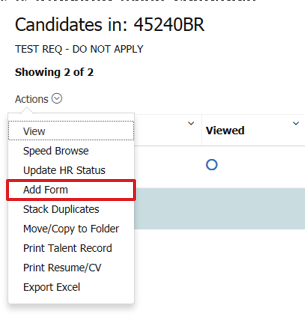 Candidates in: 45240BR
TEST REQ - DO NOT APPLY
Showing 2 of 2
Actions
View
Viewed
Speed Browse
Update HR Status
Add Form
Stack Duplicates
Move/Copy to Folder
Print Talent Record
Print Resume/CV
Export Excel